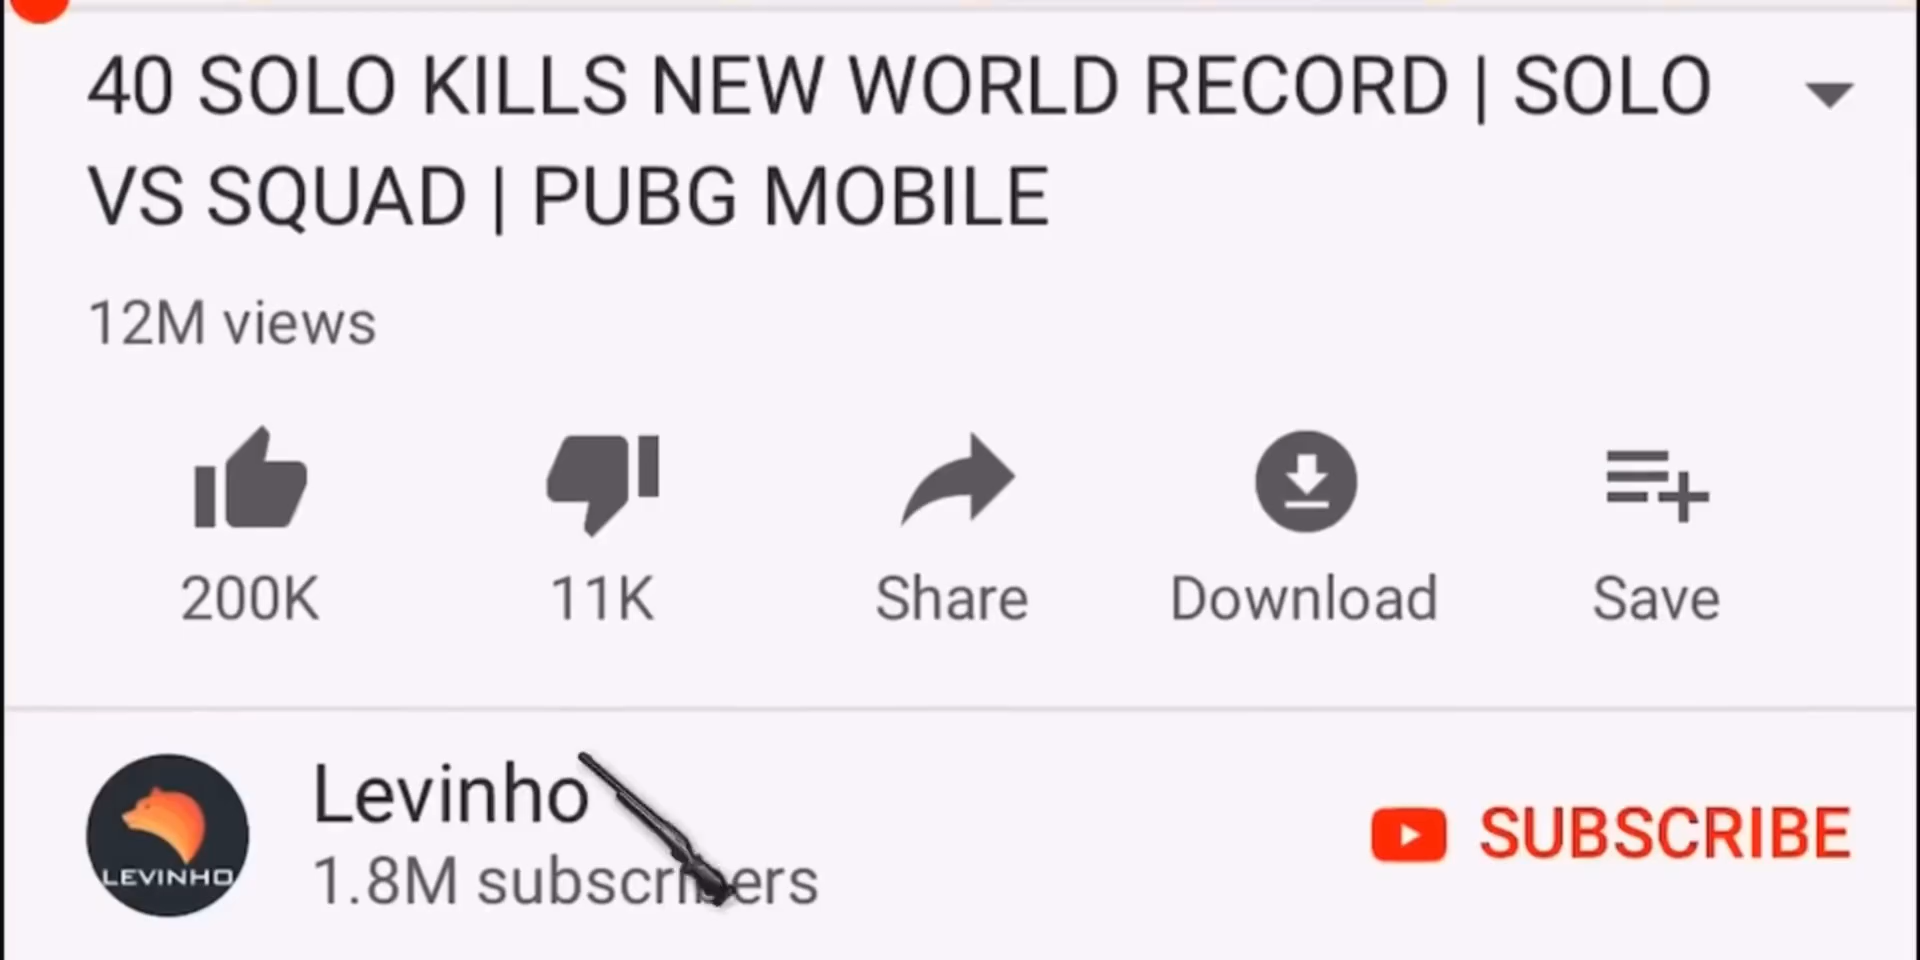 40 SOLO KILLS NEW WORLD RECORD | SOLO
VS SQUAD | PUBG MOBILE
12M views
200K
11K
Share
Download
Save
LEVINHO
Levinho
1.8M subscribers
SUBSCRIBE